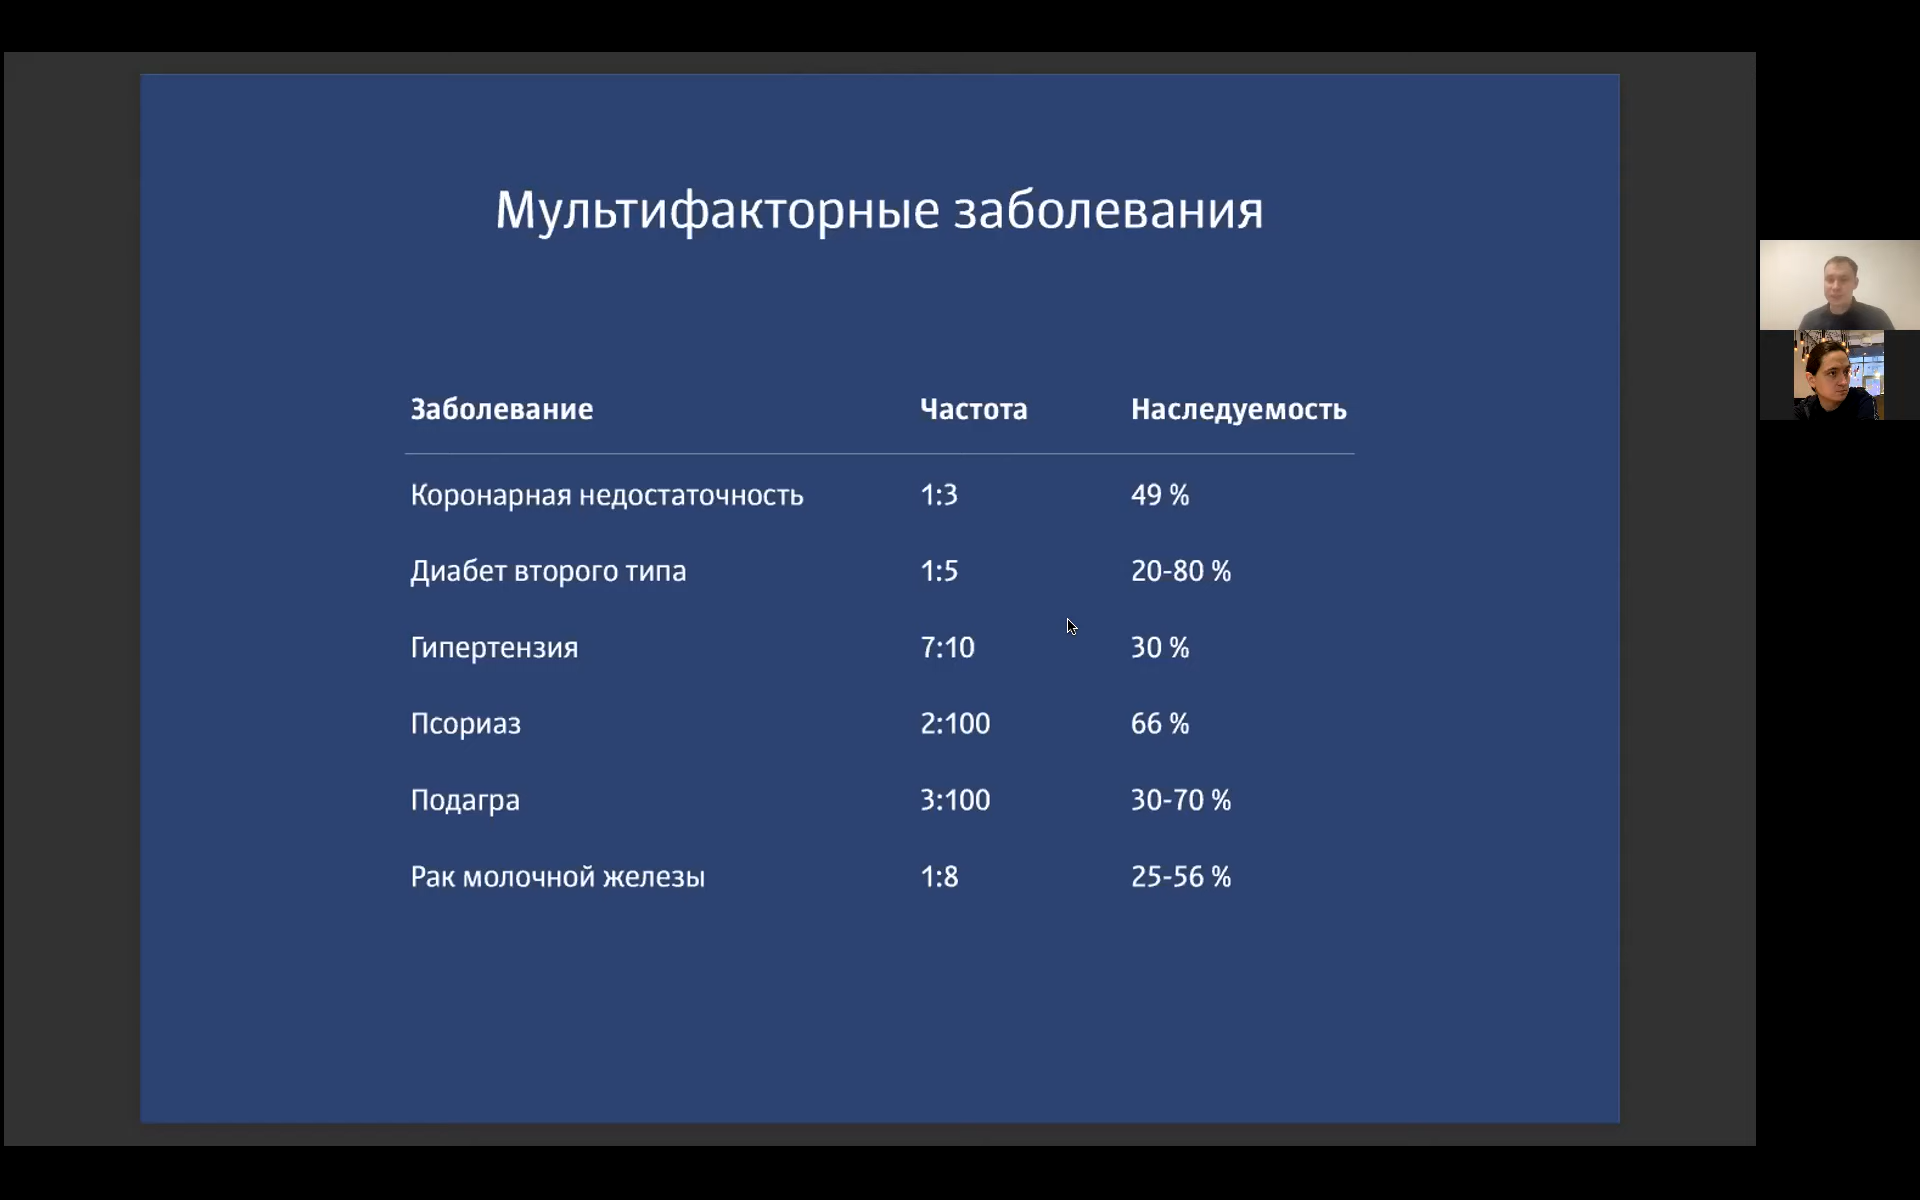 Мультифакторные заболевания
Заболевание Частота Наследуемость
Коронарная недостаточность 1:3 49 %
Диабет второго типа 1:5 20-80 %
Гипертензия 7:10 30 %
Псориаз 2:100 66 %
Подагра 3:100 30-70 %
Рак молочной железы 1:8 25-56 %